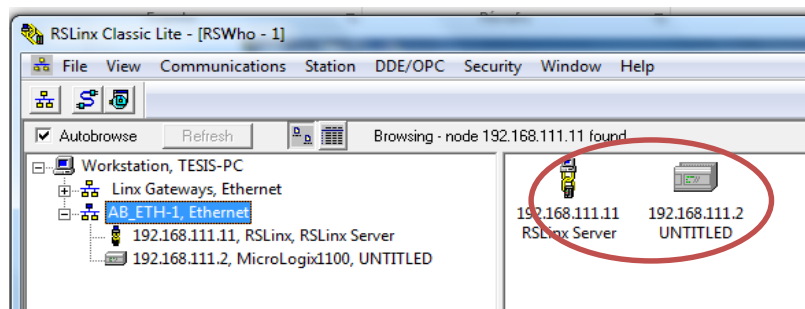 RSLinx Classic Lite - [RSWho - 1]
File View Communications Station DDE/OPC Security Window Help
Autobrowse Refresh Browsing - node 192.168.111.11 found
Workstation, TESIS-PC
Linx Gateways, Ethernet
AB_ETH-1, Ethernet
192.168.111.11, RSLinx, RSLinx Server
192.168.111.2, MicroLogix1100, UNTITLED
192.168.111.11 192.168.111.2
RSLinx Server UNTITLED